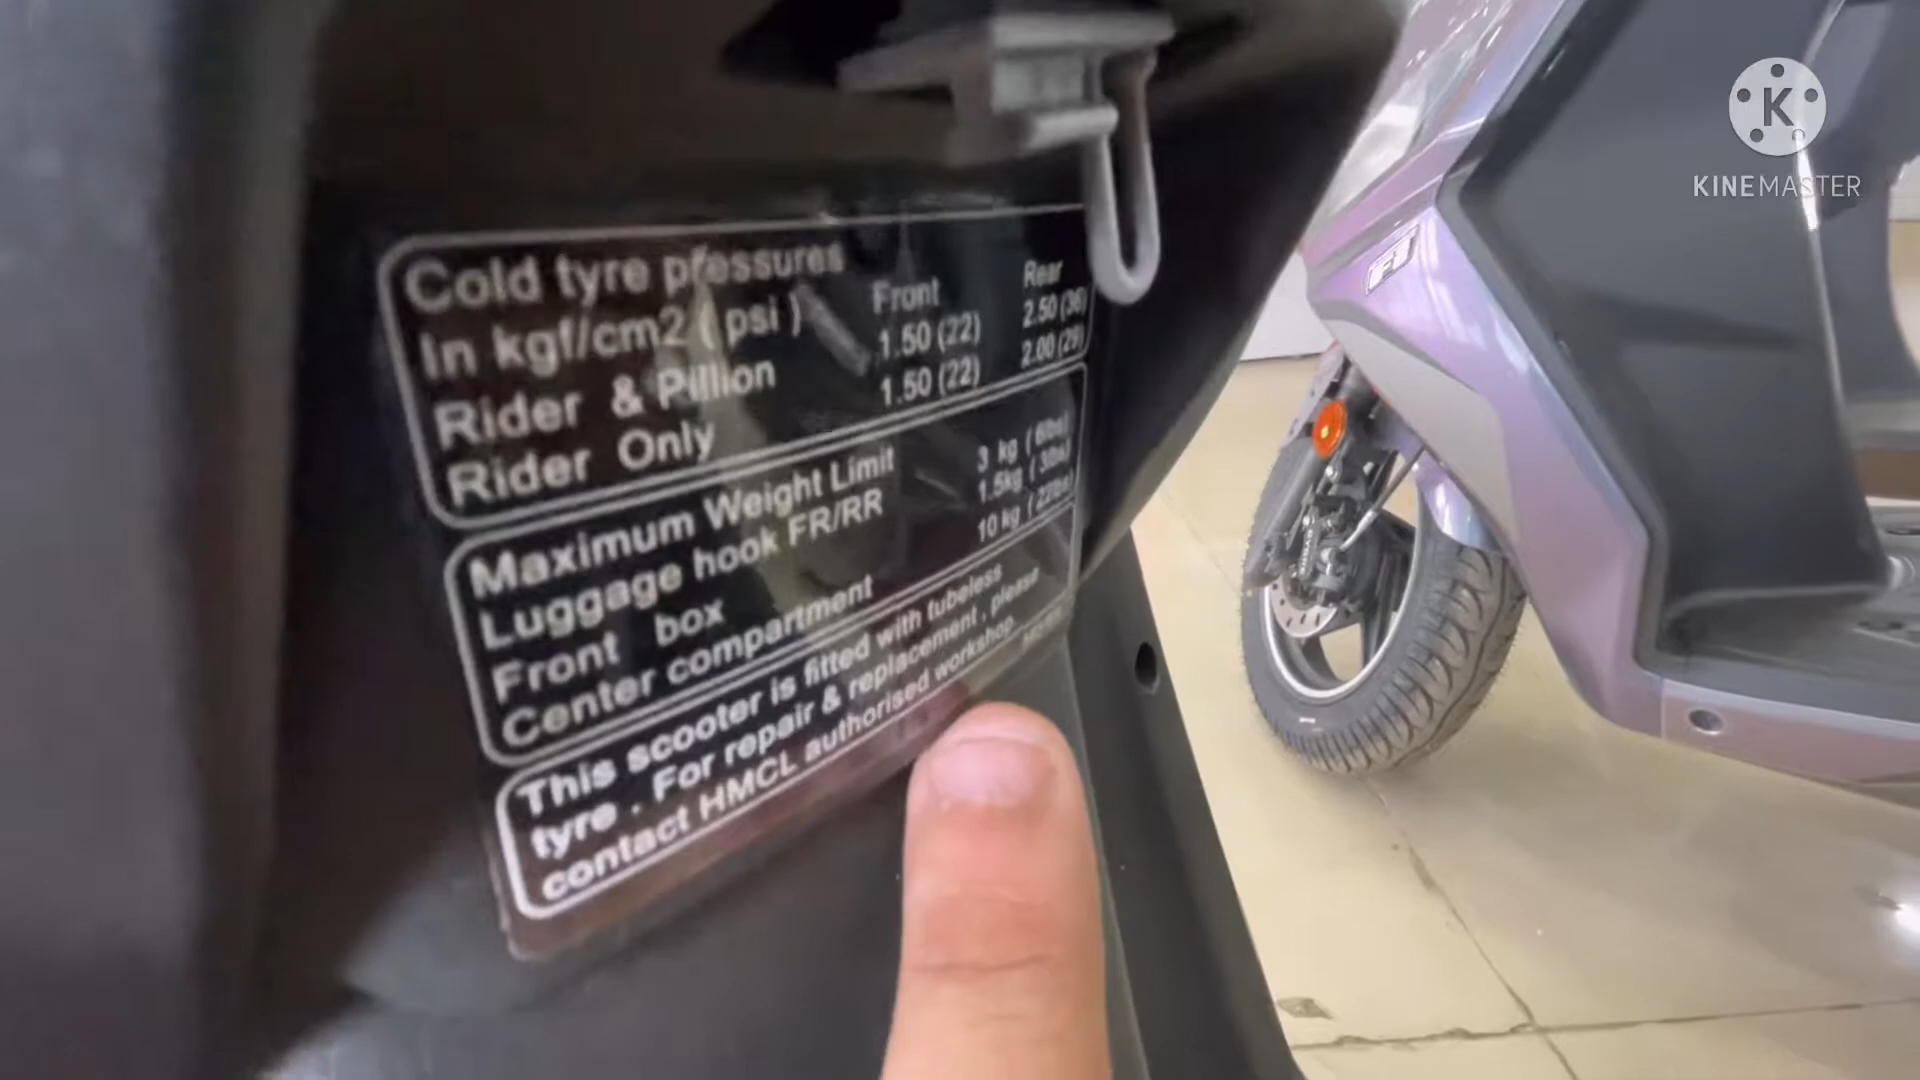 Cold tyre pressures
In kgf/cm2 ( psi ) Front Rear
Rider & Pillion 1.50 (22) 2.50 (36)
Rider Only 1.50 (22) 2.00 (29)
Maximum Weight Limit
Luggage hook FR/RR 3 kg ( 6lbs)
Front box 1.5kg ( 3lbs)
Center compartment 10 kg ( 22lbs)
This scooter is fitted with tubeless
tyre . For repair & replacement , please
contact HMCL authorised workshop
KINEMASTER
K